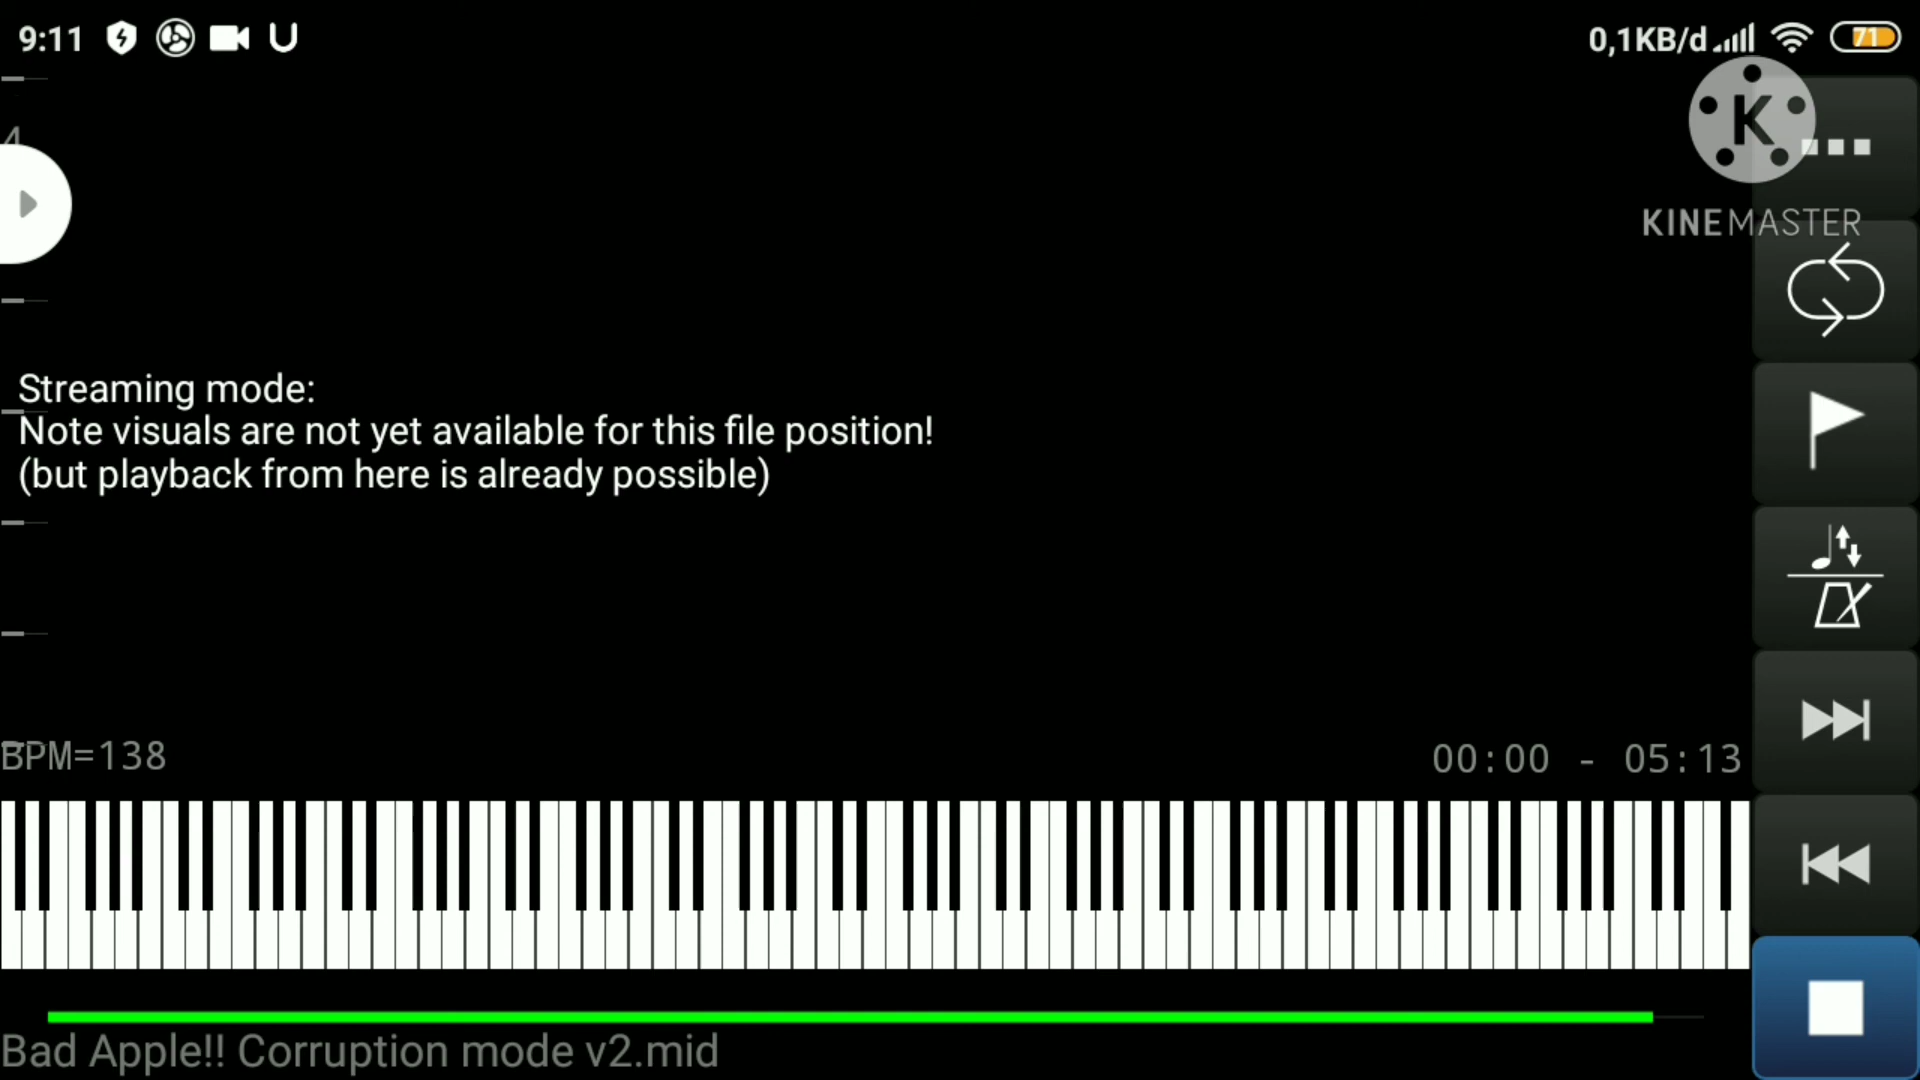 9:11
0,1KB/d
71
4
K
KINEMASTER
Streaming mode:
Note visuals are not yet available for this file position!
(but playback from here is already possible)
BPM=138
00:00 - 05:13
Bad Apple!! Corruption mode v2.mid